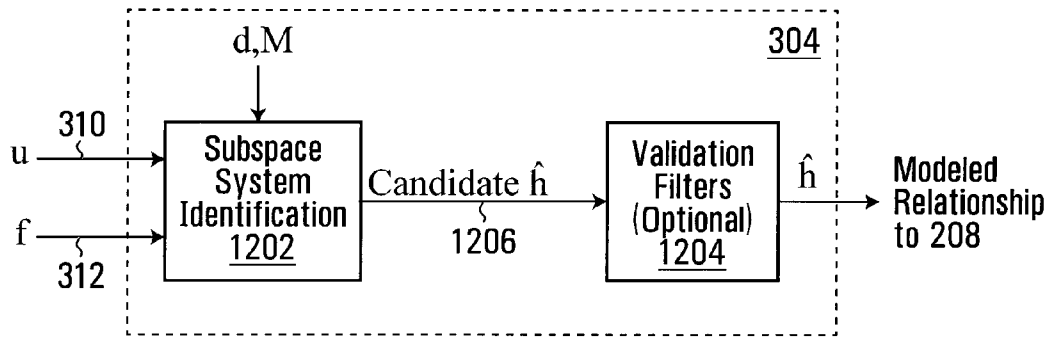 304
d,M
310
u
f
312
Subspace
System
Identification
1202
Candidate ĥ
1206
Validation
Filters
(Optional)
1204
ĥ
Modeled
Relationship
to 208